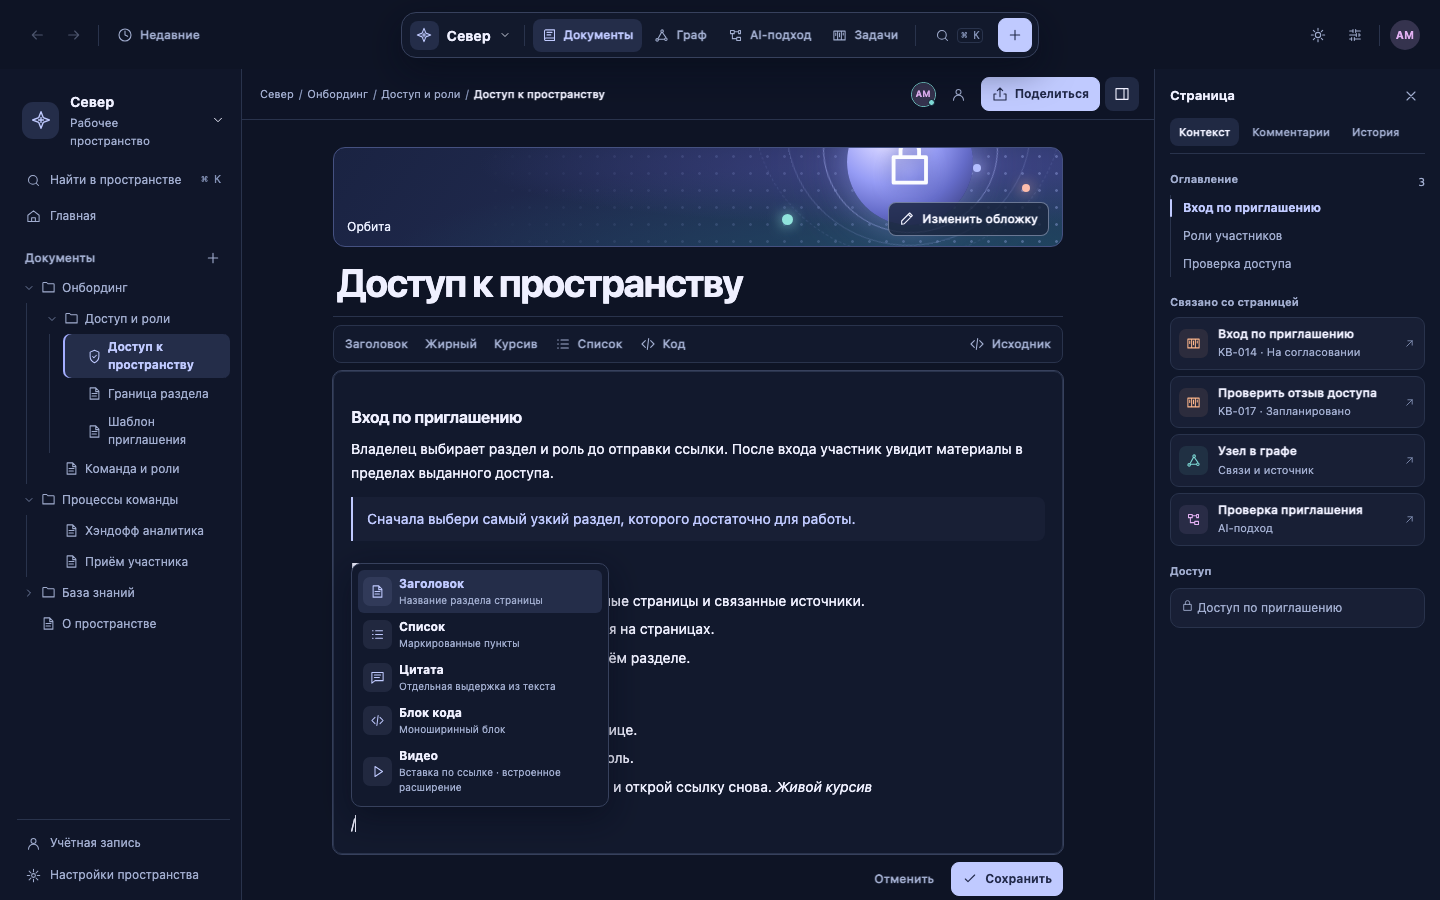 Недавние
Север
Документы
Граф
AI-подход
Задачи
⌘ K
AM
Север
Рабочее
пространство
Найти в пространстве ⌘ K
Главная
Документы
Онбординг
Доступ и роли
Доступ к
пространству
Граница раздела
Шаблон
приглашения
Команда и роли
Процессы команды
Хэндофф аналитика
Приём участника
База знаний
О пространстве
Учётная запись
Настройки пространства
Север / Онбординг / Доступ и роли / Доступ к пространству
AM
Поделиться
Орбита
Изменить обложку
Доступ к пространству
Заголовок
Жирный
Курсив
Список
Код
Исходник
Вход по приглашению
Владелец выбирает раздел и роль до отправки ссылки. После входа участник увидит материалы в
пределах выданного доступа.
Сначала выбери самый узкий раздел, которого достаточно для работы.
Заголовок
Название раздела страницы
Список
Маркированные пункты
Цитата
Отдельная выдержка из текста
Блок кода
Моноширинный блок
Видео
Вставка по ссылке · встроенное
расширение
ые страницы и связанные источники.
я на страницах.
ём разделе.
ице.
оль.
и открой ссылку снова. Живой курсив
/
Отменить
Сохранить
Страница
Контекст
Комментарии
История
Оглавление 3
Вход по приглашению
Роли участников
Проверка доступа
Связано со страницей
Вход по приглашению
КВ-014 · На согласовании
Проверить отзыв доступа
КВ-017 · Запланировано
Узел в графе
Связи и источник
Проверка приглашения
AI-подход
Доступ
Доступ по приглашению